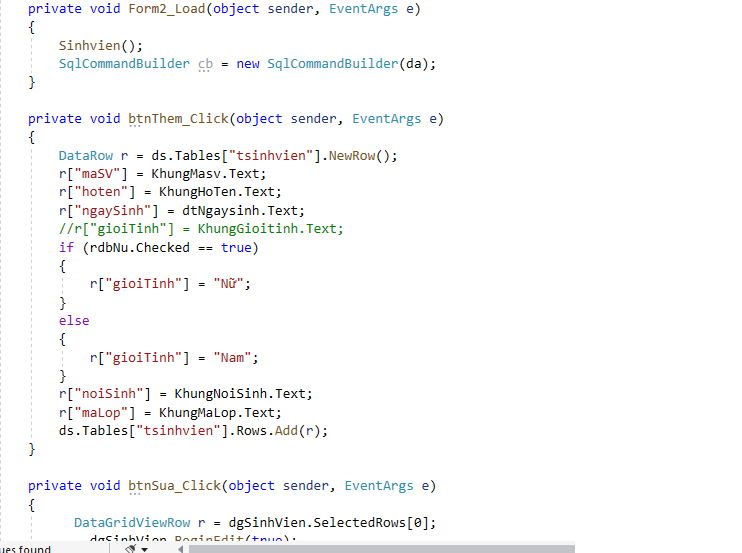 private void Form2_Load(object sender, EventArgs e)
{
Sinhvien();
SqlCommandBuilder cb = new SqlCommandBuilder(da);
}
private void btnThem_Click(object sender, EventArgs e)
{
DataRow r = ds.Tables["tsinhvien"].NewRow();
r["maSV"] = KhungMasv.Text;
r["hoten"] = KhungHoTen.Text;
r["ngaySinh"] = dtNgaysinh.Text;
//r["gioiTinh"] = KhungGioitinh.Text;
if (rdbNu.Checked == true)
{
r["gioiTinh"] = "Nữ";
}
else
{
r["gioiTinh"] = "Nam";
}
r["noiSinh"] = KhungNoiSinh.Text;
r["maLop"] = KhungMaLop.Text;
ds.Tables["tsinhvien"].Rows.Add(r);
}
private void btnSua_Click(object sender, EventArgs e)
{
DataGridViewRow r = dgSinhVien.SelectedRows[0];
dgSinhVien.BeginEdit(true);
ues found